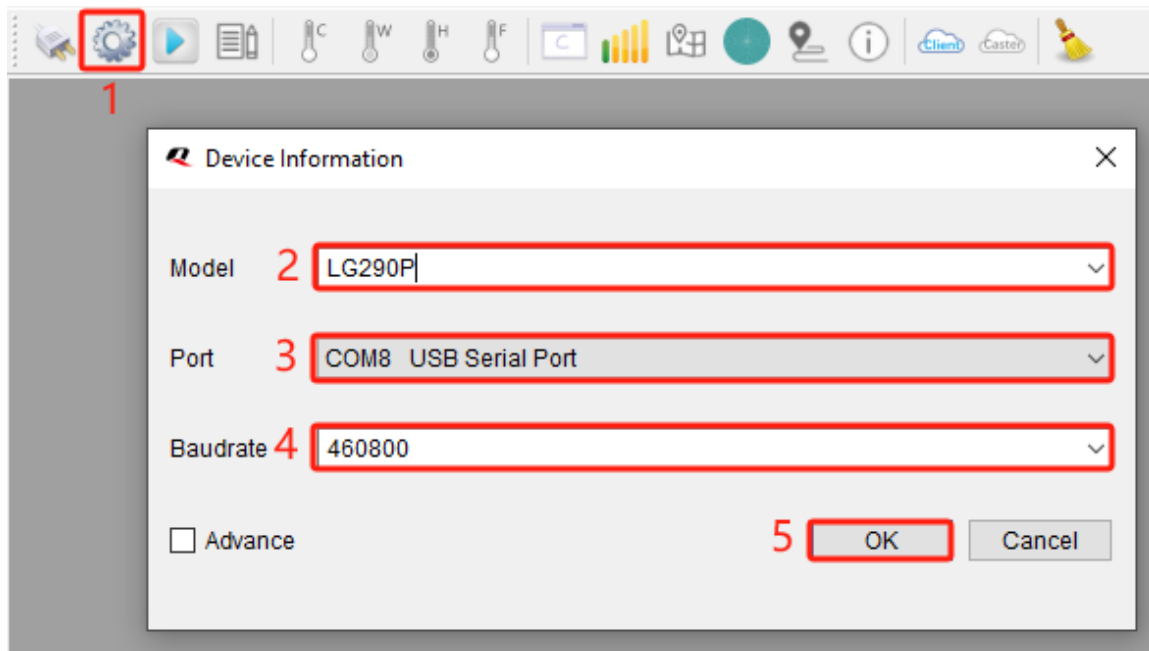 C W H F C i Client Caster
1
Device Information
Model 2 LG290P
Port 3 COM8 USB Serial Port
Baudrate 4 460800
Advance 5 OK Cancel